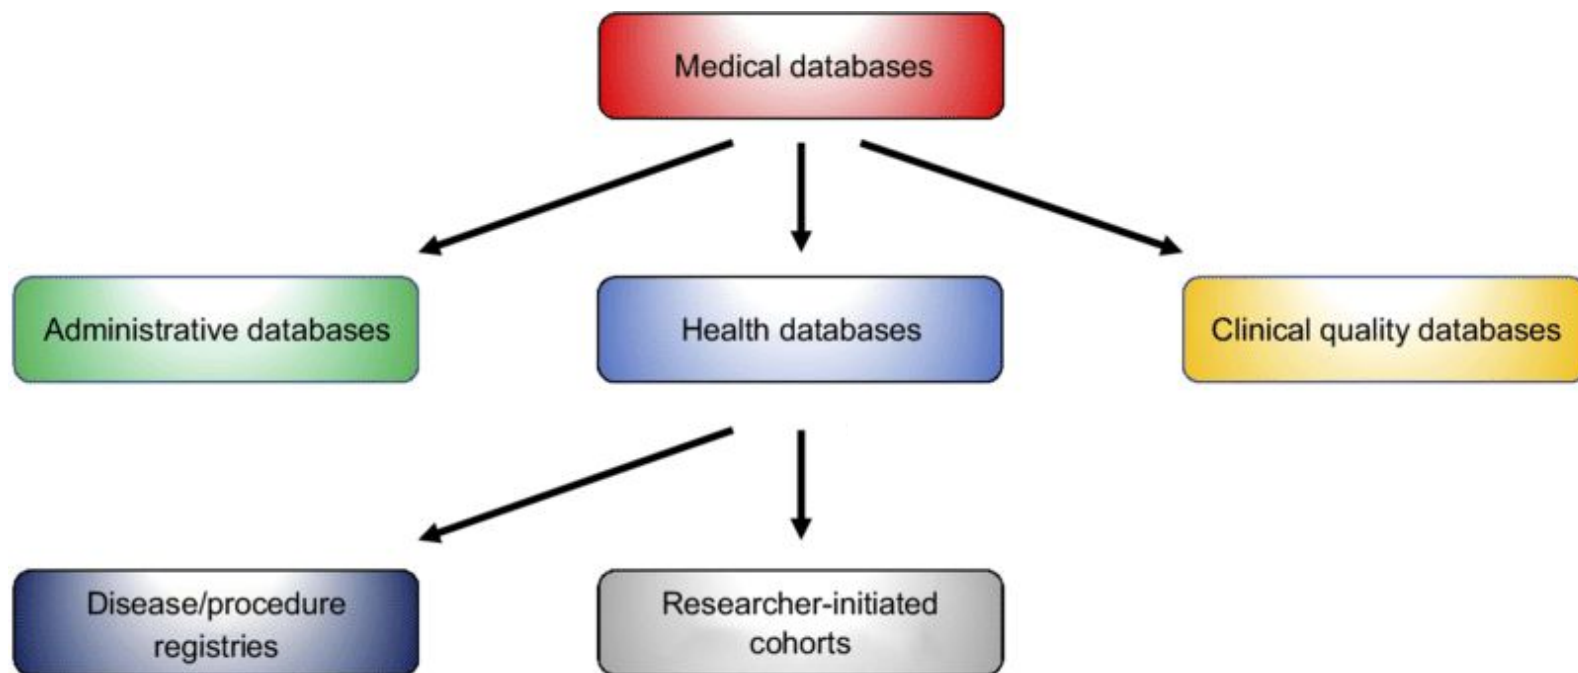 Medical databases
Administrative databases
Health databases
Clinical quality databases
Disease/procedure
registries
Researcher-initiated
cohorts